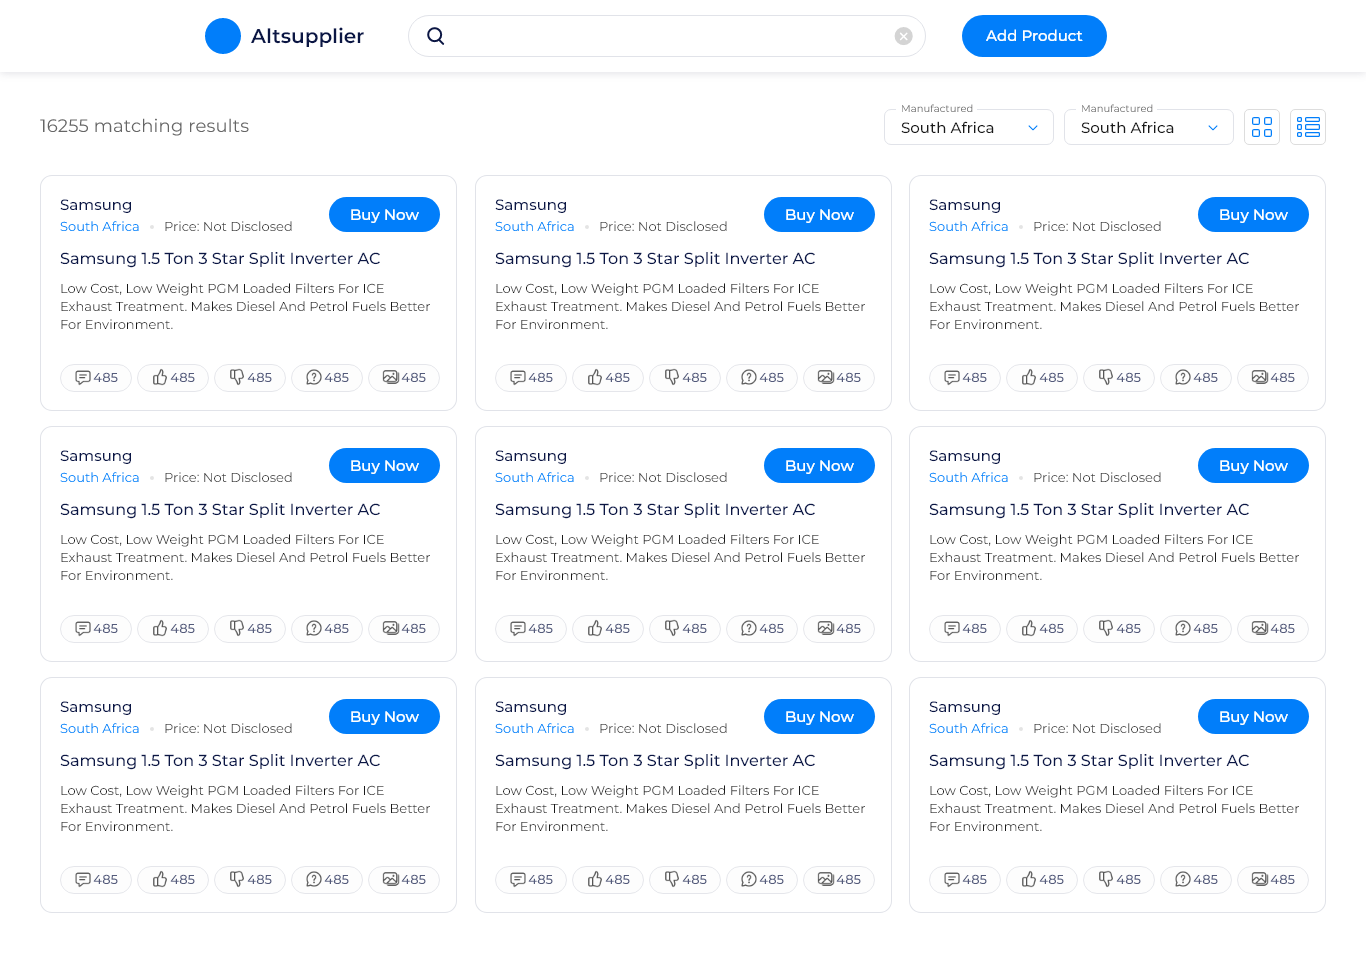 Altsupplier
Add Product
16255 matching results
Manufactured
South Africa
Manufactured
South Africa
Samsung
South Africa Price: Not Disclosed
Buy Now
Samsung 1.5 Ton 3 Star Split Inverter AC
Low Cost, Low Weight PGM Loaded Filters For ICE
Exhaust Treatment. Makes Diesel And Petrol Fuels Better
For Environment.
485 485 485 485 485
Samsung
South Africa Price: Not Disclosed
Buy Now
Samsung 1.5 Ton 3 Star Split Inverter AC
Low Cost, Low Weight PGM Loaded Filters For ICE
Exhaust Treatment. Makes Diesel And Petrol Fuels Better
For Environment.
485 485 485 485 485
Samsung
South Africa Price: Not Disclosed
Buy Now
Samsung 1.5 Ton 3 Star Split Inverter AC
Low Cost, Low Weight PGM Loaded Filters For ICE
Exhaust Treatment. Makes Diesel And Petrol Fuels Better
For Environment.
485 485 485 485 485
Samsung
South Africa Price: Not Disclosed
Buy Now
Samsung 1.5 Ton 3 Star Split Inverter AC
Low Cost, Low Weight PGM Loaded Filters For ICE
Exhaust Treatment. Makes Diesel And Petrol Fuels Better
For Environment.
485 485 485 485 485
Samsung
South Africa Price: Not Disclosed
Buy Now
Samsung 1.5 Ton 3 Star Split Inverter AC
Low Cost, Low Weight PGM Loaded Filters For ICE
Exhaust Treatment. Makes Diesel And Petrol Fuels Better
For Environment.
485 485 485 485 485
Samsung
South Africa Price: Not Disclosed
Buy Now
Samsung 1.5 Ton 3 Star Split Inverter AC
Low Cost, Low Weight PGM Loaded Filters For ICE
Exhaust Treatment. Makes Diesel And Petrol Fuels Better
For Environment.
485 485 485 485 485
Samsung
South Africa Price: Not Disclosed
Buy Now
Samsung 1.5 Ton 3 Star Split Inverter AC
Low Cost, Low Weight PGM Loaded Filters For ICE
Exhaust Treatment. Makes Diesel And Petrol Fuels Better
For Environment.
485 485 485 485 485
Samsung
South Africa Price: Not Disclosed
Buy Now
Samsung 1.5 Ton 3 Star Split Inverter AC
Low Cost, Low Weight PGM Loaded Filters For ICE
Exhaust Treatment. Makes Diesel And Petrol Fuels Better
For Environment.
485 485 485 485 485
Samsung
South Africa Price: Not Disclosed
Buy Now
Samsung 1.5 Ton 3 Star Split Inverter AC
Low Cost, Low Weight PGM Loaded Filters For ICE
Exhaust Treatment. Makes Diesel And Petrol Fuels Better
For Environment.
485 485 485 485 485